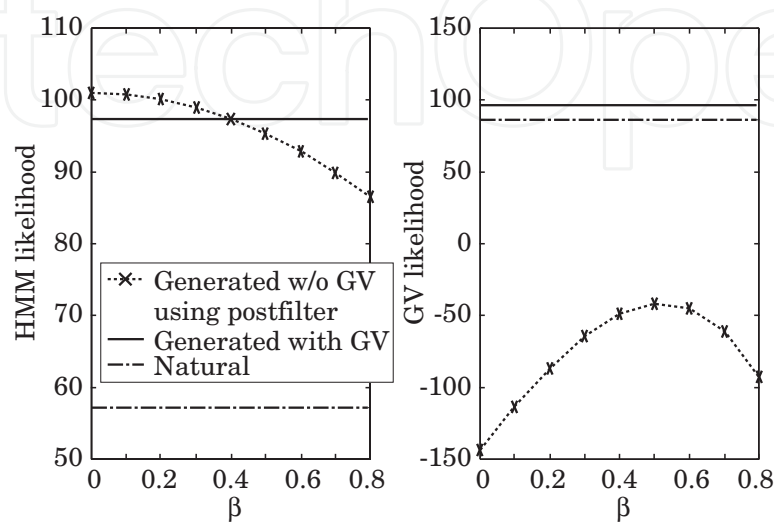 techOpe
110
100
90
80
70
60
50
HMM likelihood
0
0.2
0.4
0.6
0.8
β
Generated w/o GV
using postfilter
Generated with GV
Natural
150
100
50
0
-50
-100
-150
GV likelihood
0
0.2
0.4
0.6
0.8
β